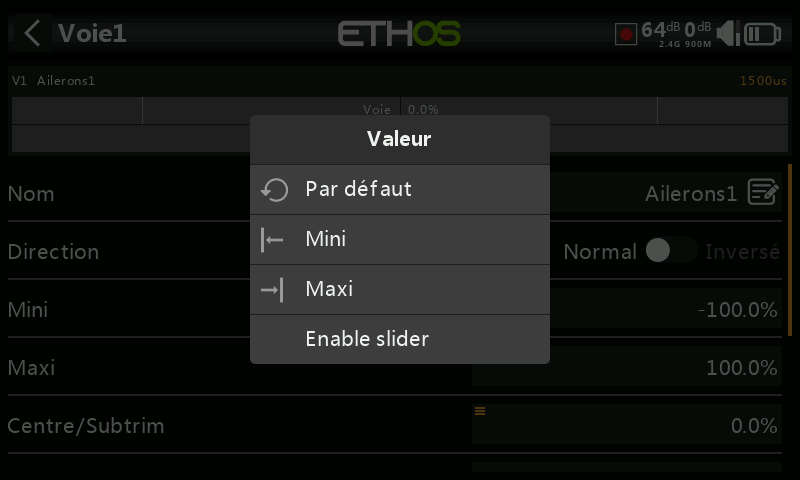 Voie1
ETHOS
64dB 0dB
2.4G 900M
V1 Ailerons1
1500us
Voie 0.0%
Valeur
Par défaut
Mini
Maxi
Enable slider
Nom
Ailerons1
Direction
Normal Inversé
Mini
-100.0%
Maxi
100.0%
Centre/Subtrim
0.0%